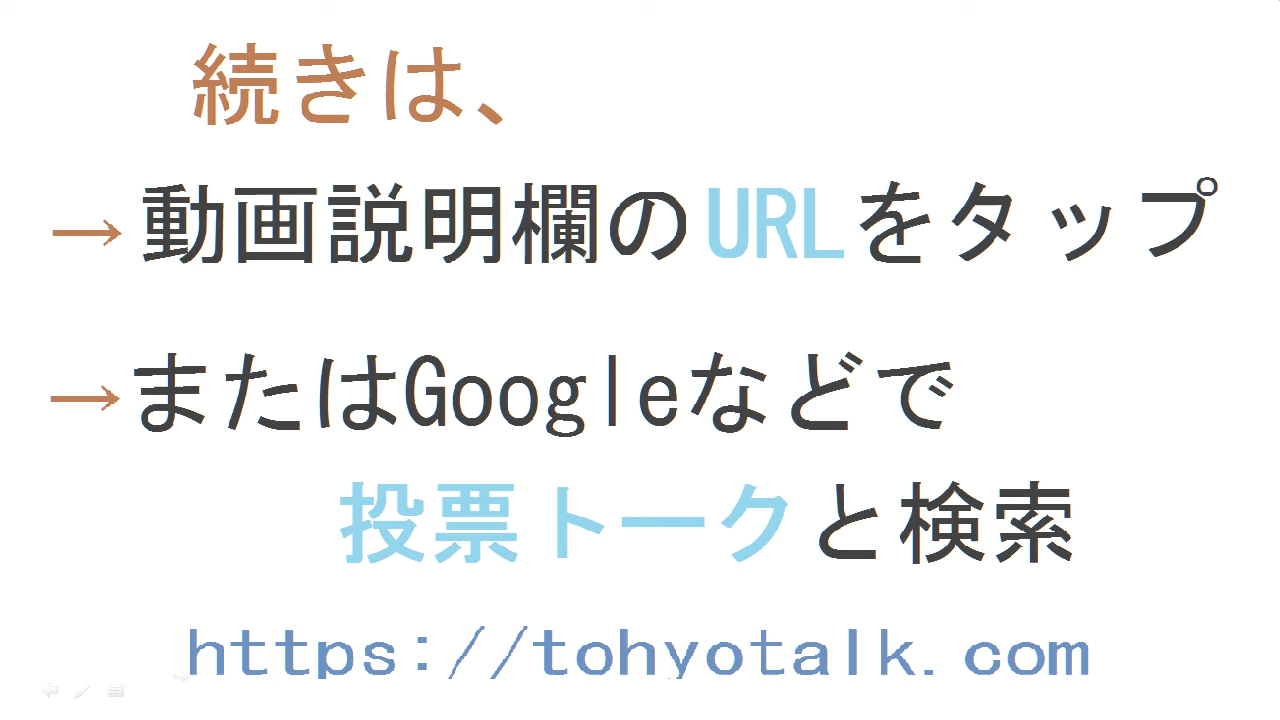 続きは、
→動画説明欄のURLをタップ
→またはGoogleなどで
投票トークと検索
https://tohyotalk.com